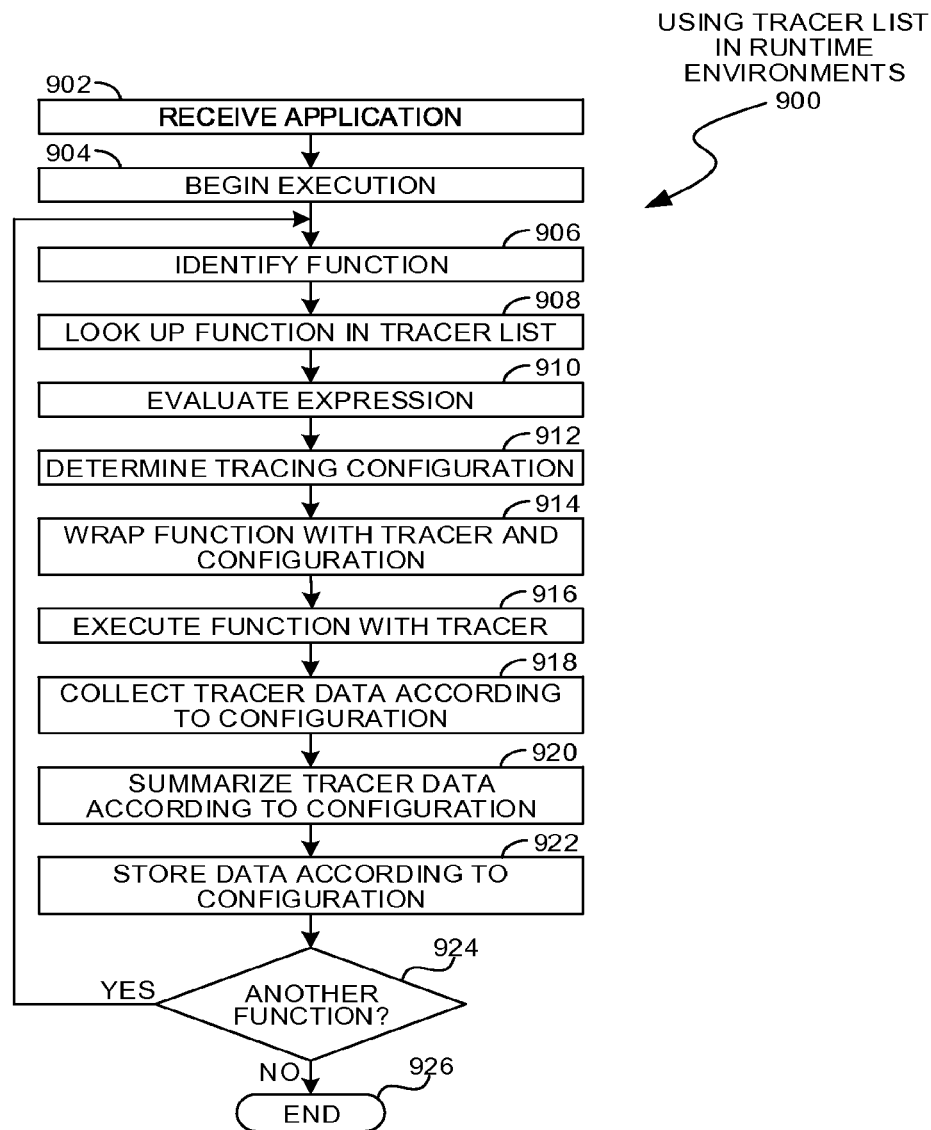 USING TRACER LIST
IN RUNTIME
ENVIRONMENTS
900
902
RECEIVE APPLICATION
904
BEGIN EXECUTION
906
IDENTIFY FUNCTION
908
LOOK UP FUNCTION IN TRACER LIST
910
EVALUATE EXPRESSION
912
DETERMINE TRACING CONFIGURATION
914
WRAP FUNCTION WITH TRACER AND
CONFIGURATION
916
EXECUTE FUNCTION WITH TRACER
918
COLLECT TRACER DATA ACCORDING
TO CONFIGURATION
920
SUMMARIZE TRACER DATA
ACCORDING TO CONFIGURATION
922
STORE DATA ACCORDING TO
CONFIGURATION
924
YES
ANOTHER
FUNCTION?
NO
926
END